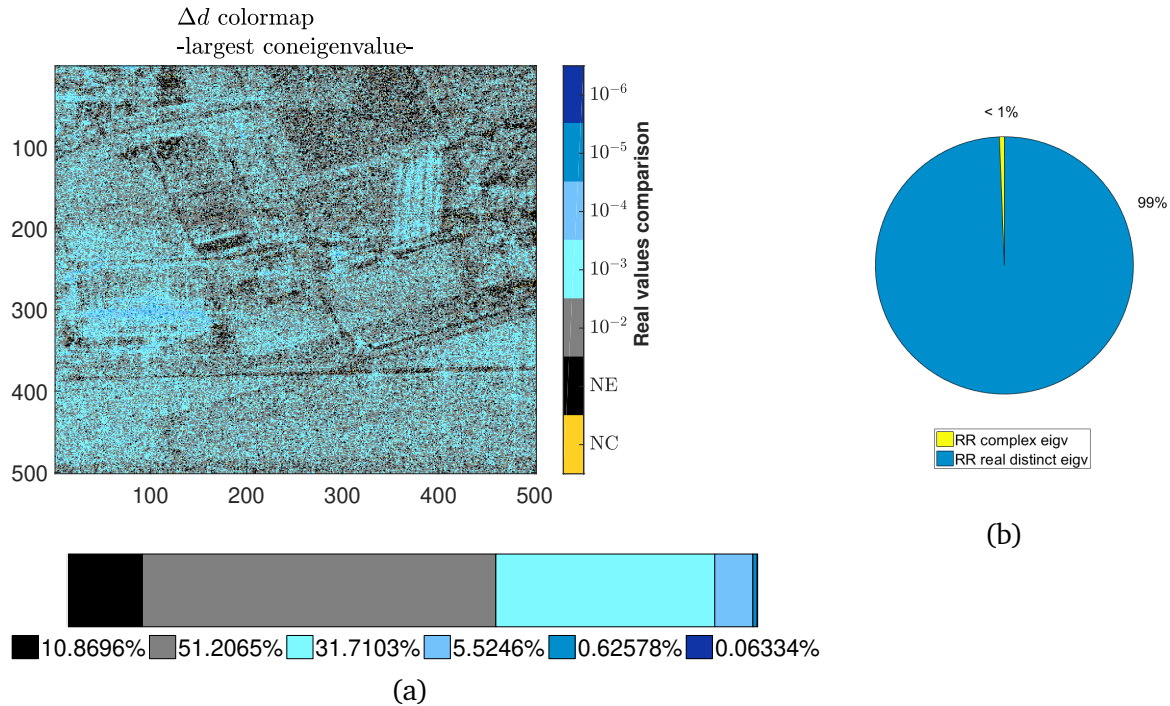 Δd colormap
-largest coneigenvalue-
100
200
300
400
500
100 200 300 400 500
10⁻⁶
10⁻⁵
10⁻⁴
10⁻³
10⁻²
NE
NC
Real values comparison
10.8696% 51.2065% 31.7103% 5.5246% 0.62578% 0.06334%
(a)
< 1%
99%
RR complex eigv
RR real distinct eigv
(b)